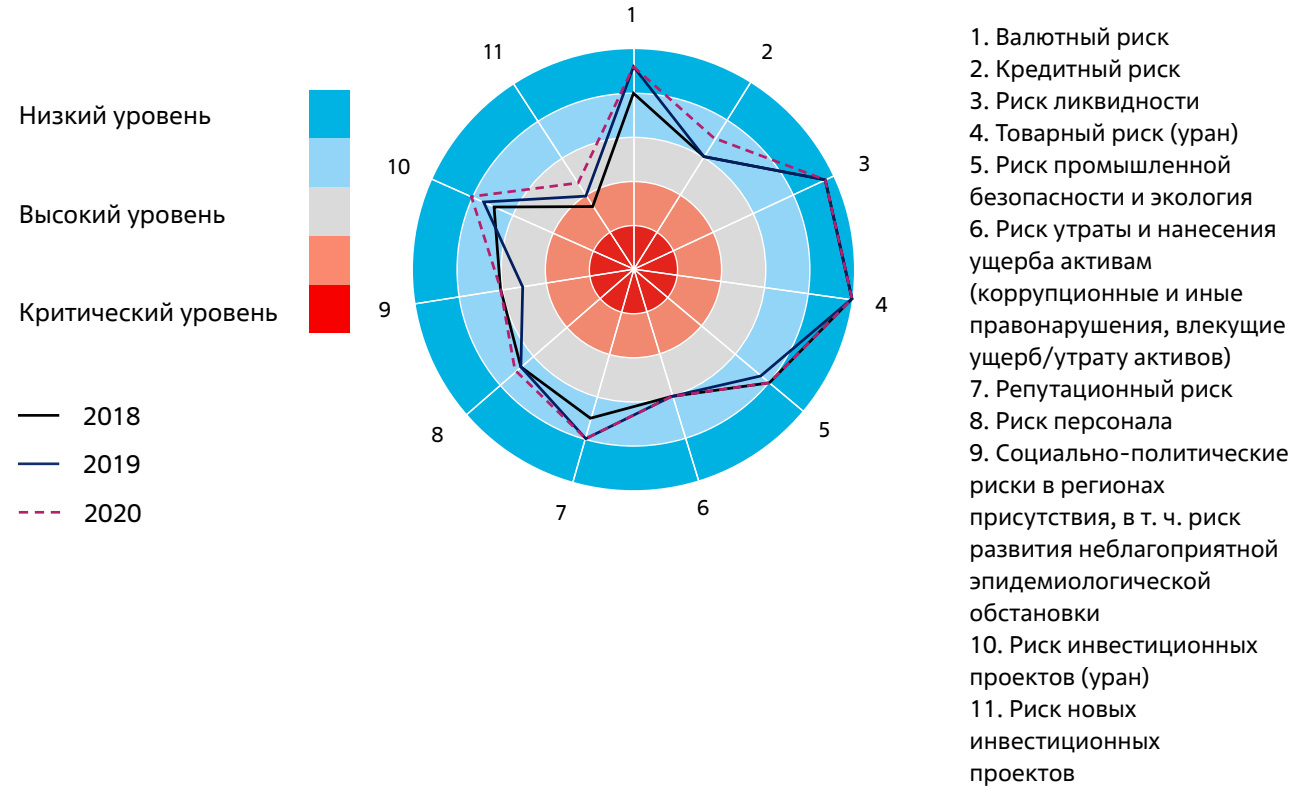 Низкий уровень
Высокий уровень
Критический уровень
2018
2019
2020
1
2
3
4
5
6
7
8
9
10
11
1. Валютный риск
2. Кредитный риск
3. Риск ликвидности
4. Товарный риск (уран)
5. Риск промышленной
безопасности и экология
6. Риск утраты и нанесения
ущерба активам
(коррупционные и иные
правонарушения, влекущие
ущерб/утрату активов)
7. Репутационный риск
8. Риск персонала
9. Социально-политические
риски в регионах
присутствия, в т. ч. риск
развития неблагоприятной
эпидемиологической
обстановки
10. Риск инвестиционных
проектов (уран)
11. Риск новых
инвестиционных
проектов